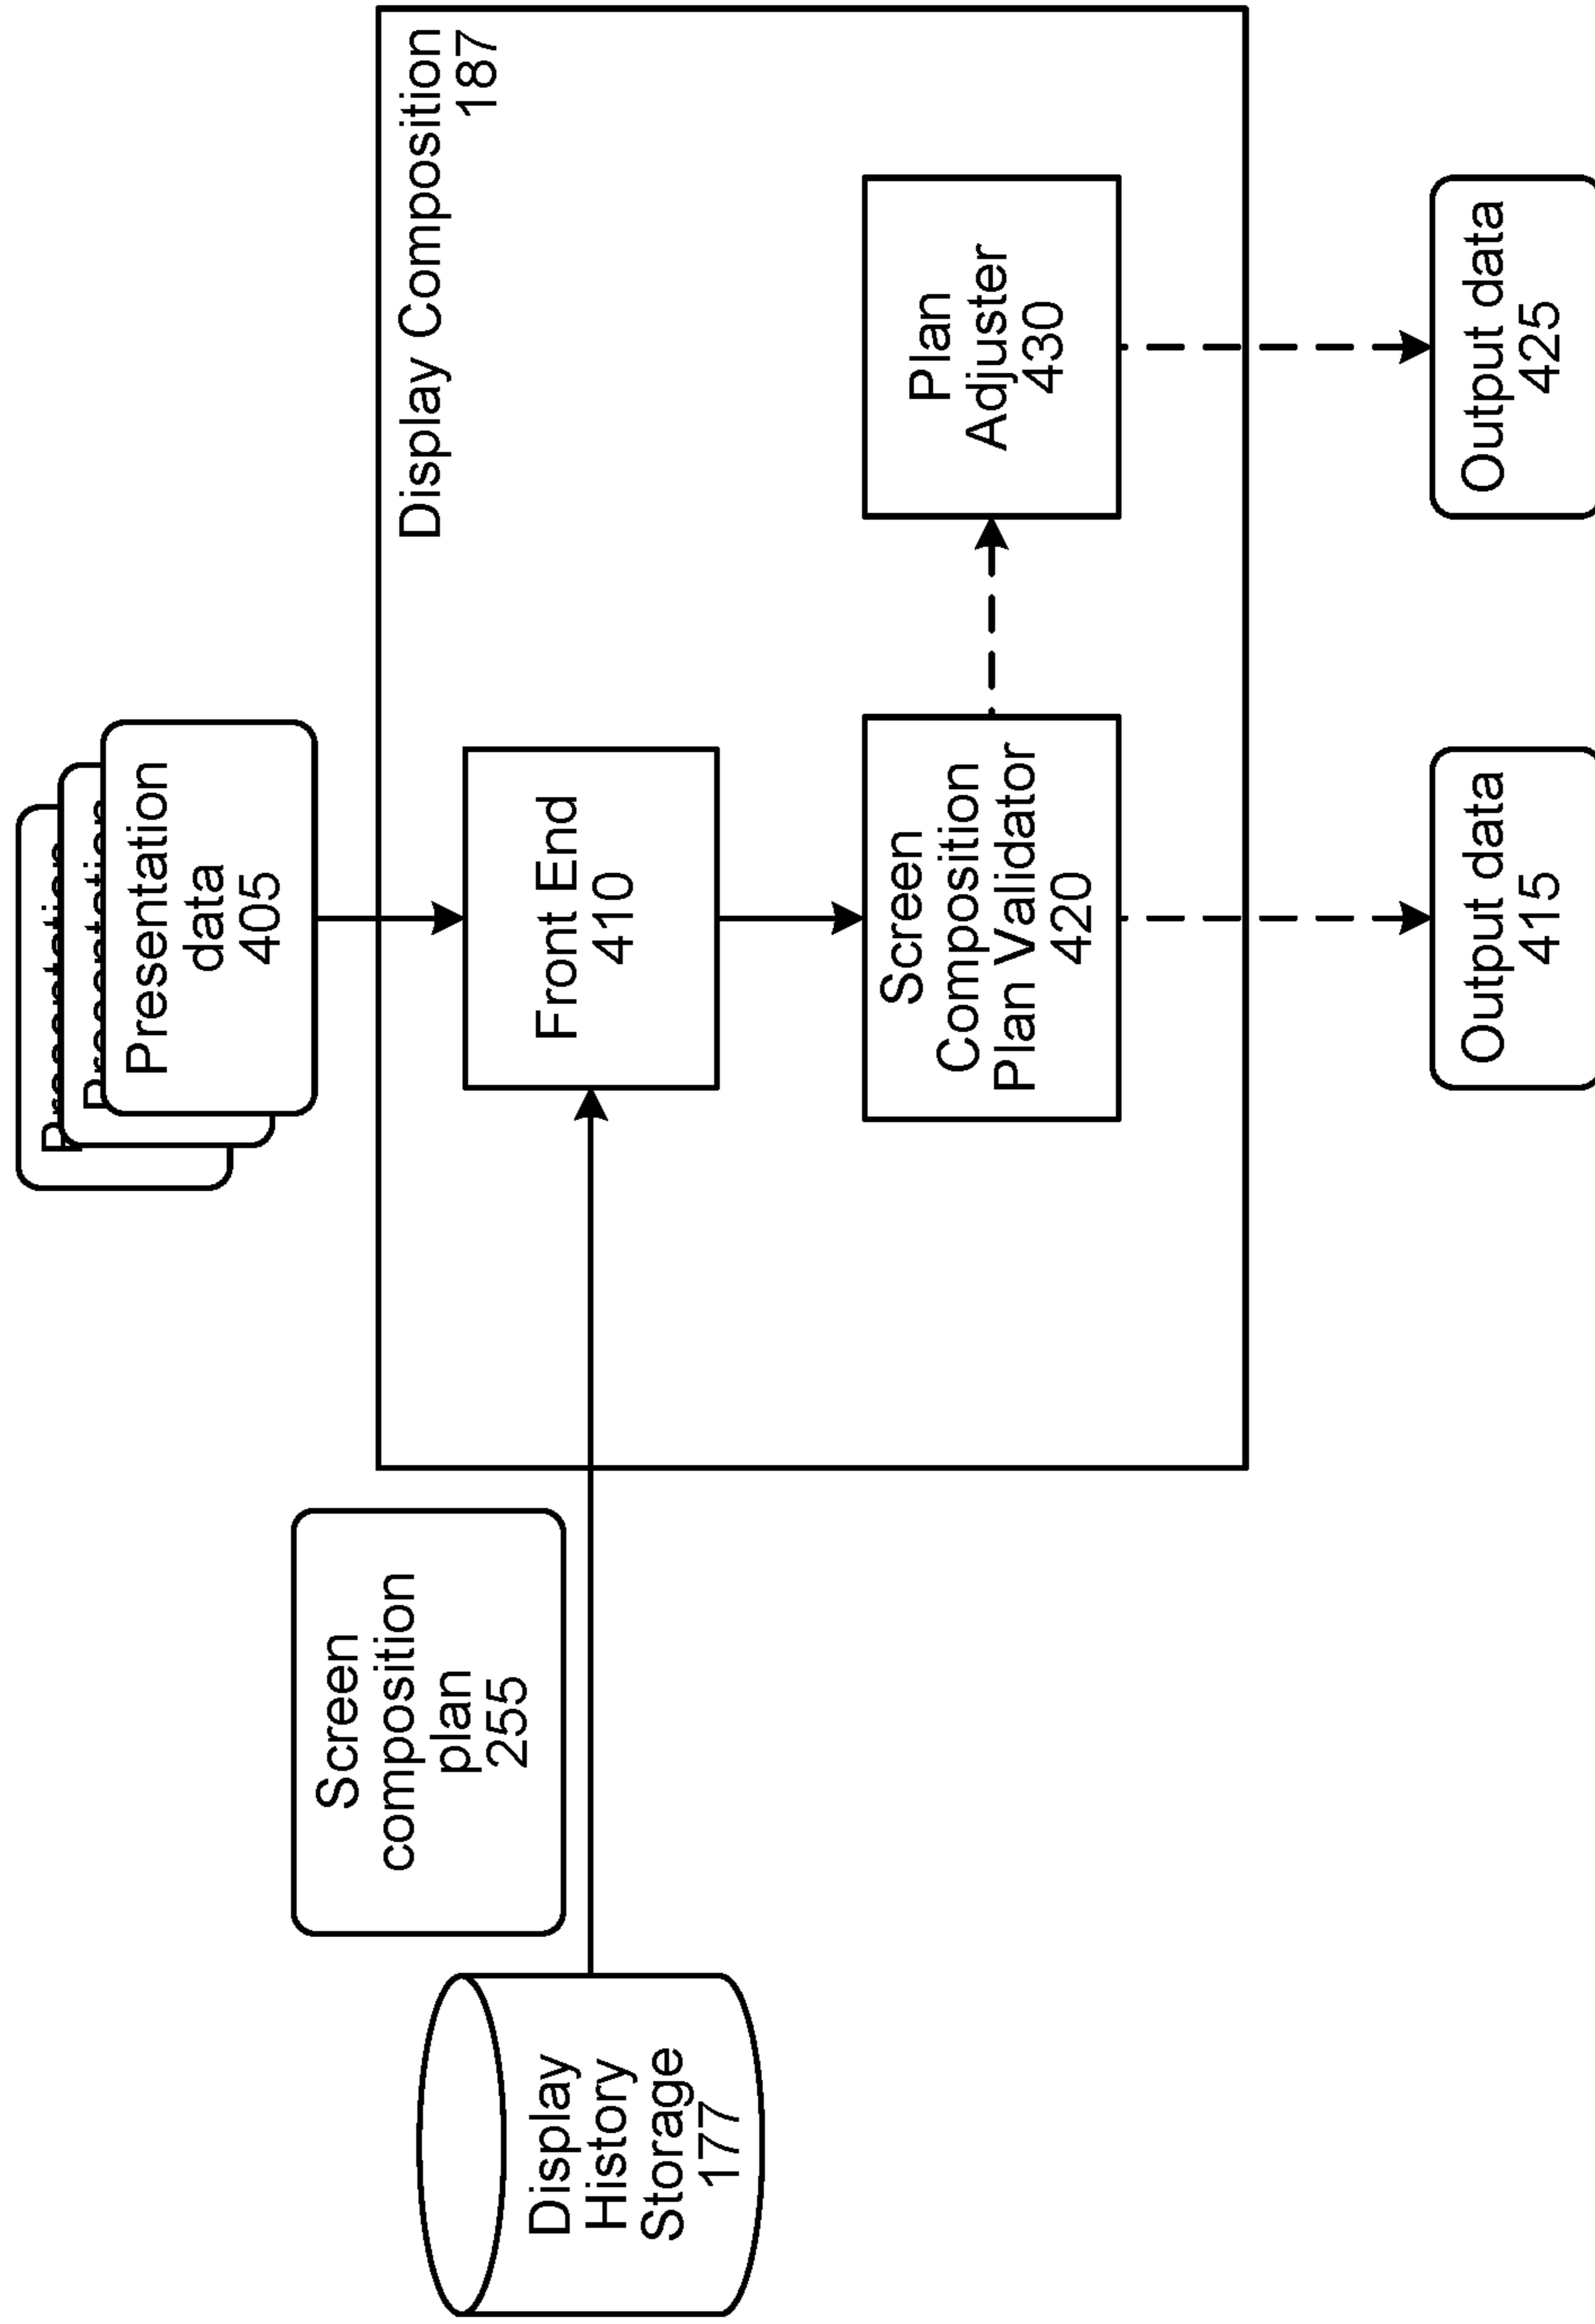 Presentation
data
405
Display Composition
187
Screen
composition
plan
255
Display
History
Storage
177
Front End
410
Screen
Composition
Plan Validator
420
Plan
Adjuster
430
Output data
415
Output data
425